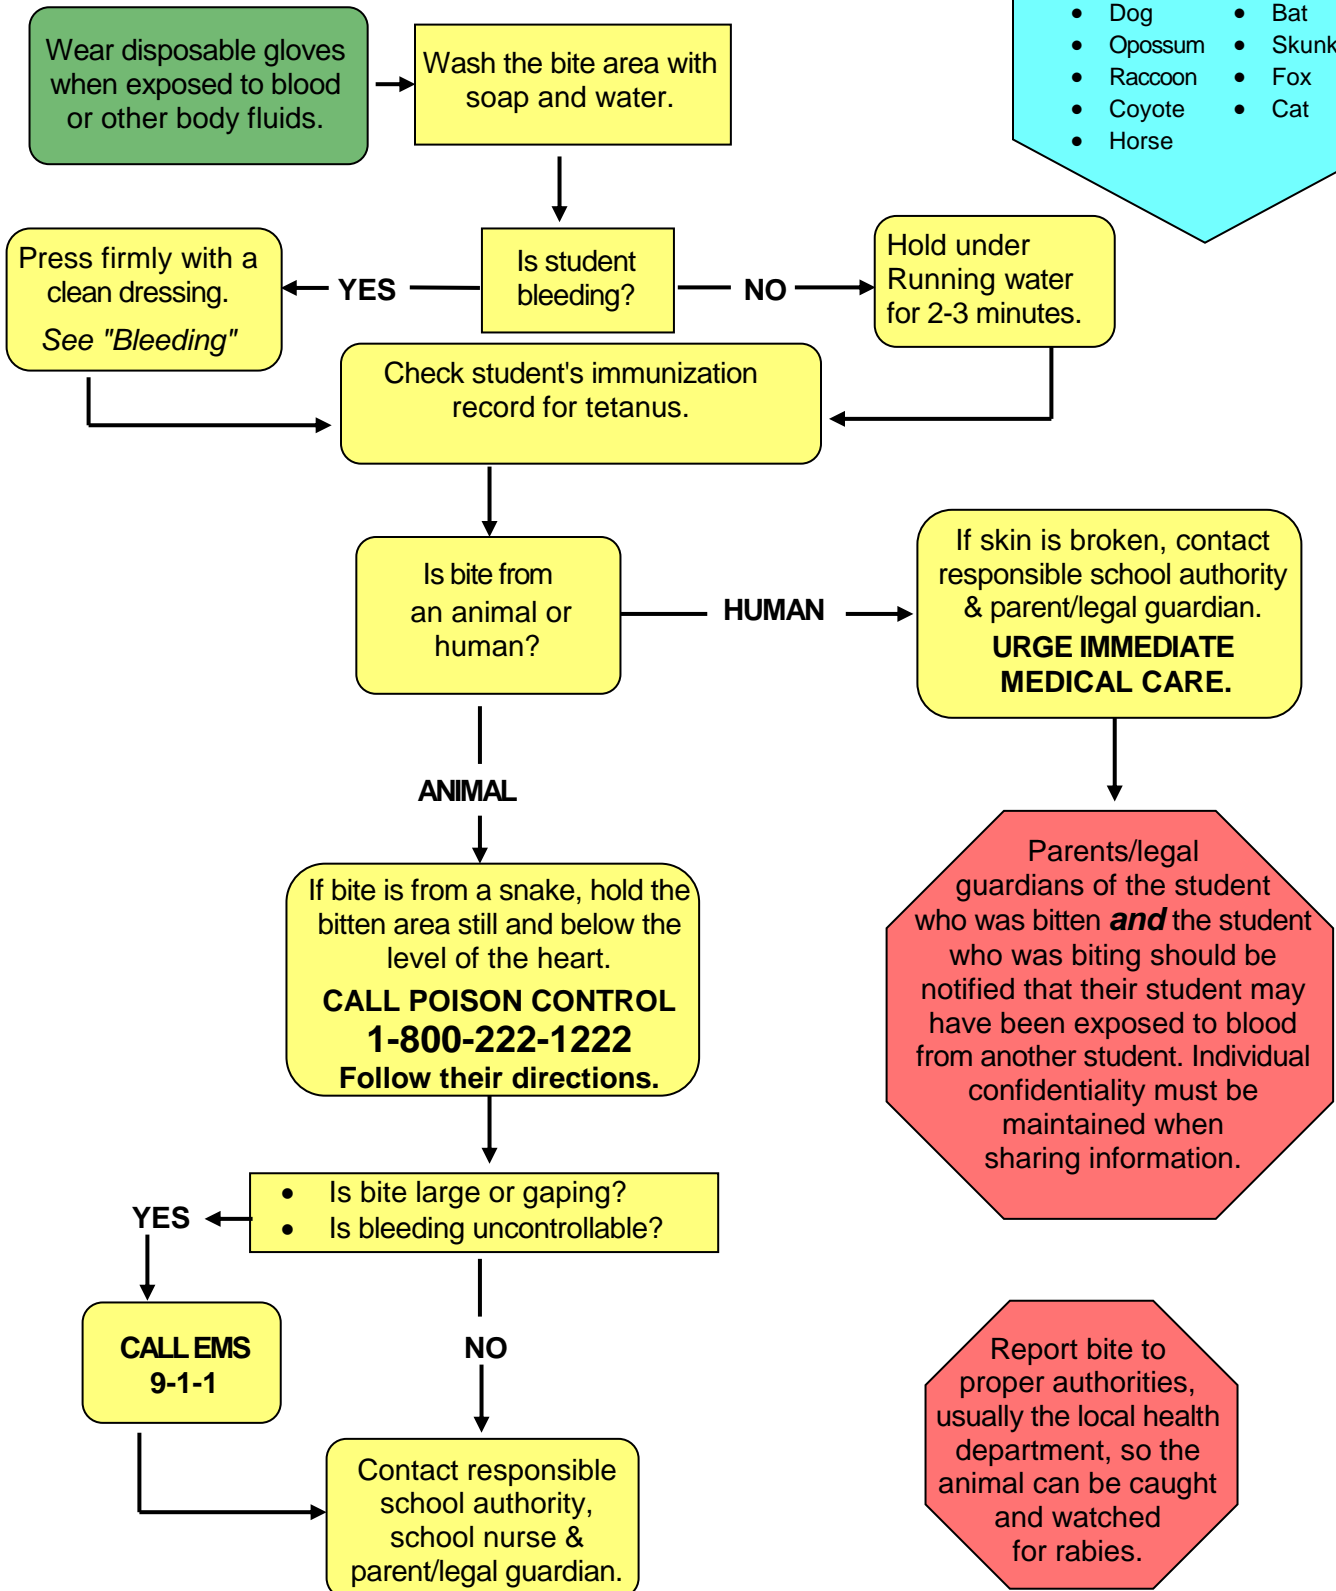 Dog
Bat
Opossum
Skunk
Raccoon
Fox
Coyote
Cat
Horse
Wear disposable gloves
when exposed to blood
or other body fluids.
Wash the bite area with
soap and water.
Press firmly with a
clean dressing.
See "Bleeding"
YES
Is student
bleeding?
NO
Hold under
Running water
for 2-3 minutes.
Check student's immunization
record for tetanus.
Is bite from
an animal or
human?
HUMAN
If skin is broken, contact
responsible school authority
& parent/legal guardian.
URGE IMMEDIATE
MEDICAL CARE.
ANIMAL
If bite is from a snake, hold the
bitten area still and below the
level of the heart.
CALL POISON CONTROL
1-800-222-1222
Follow their directions.
Parents/legal
guardians of the student
who was bitten and the student
who was biting should be
notified that their student may
have been exposed to blood
from another student. Individual
confidentiality must be
maintained when
sharing information.
• Is bite large or gaping?
• Is bleeding uncontrollable?
YES
CALL EMS
9-1-1
NO
Contact responsible
school authority,
school nurse &
parent/legal guardian.
Report bite to
proper authorities,
usually the local health
department, so the
animal can be caught
and watched
for rabies.